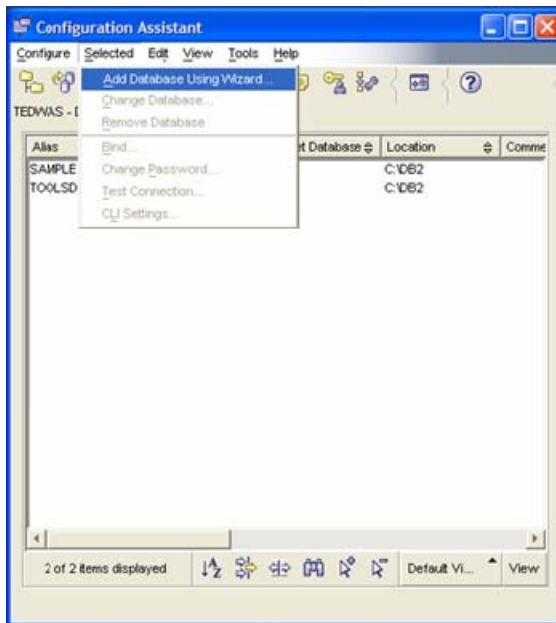 Configuration Assistant
Configure Selected Edit View Tools Help
Add Database Using Wizard...
Change Database...
Remove Database
Bind...
Change Password...
Test Connection...
CLI Settings...
TEDWAS - D
Alias
t Database
Location
Comme
SAMPLE
C:\DB2
TOOLSD
C:\DB2
2 of 2 items displayed
Default Vi...
View